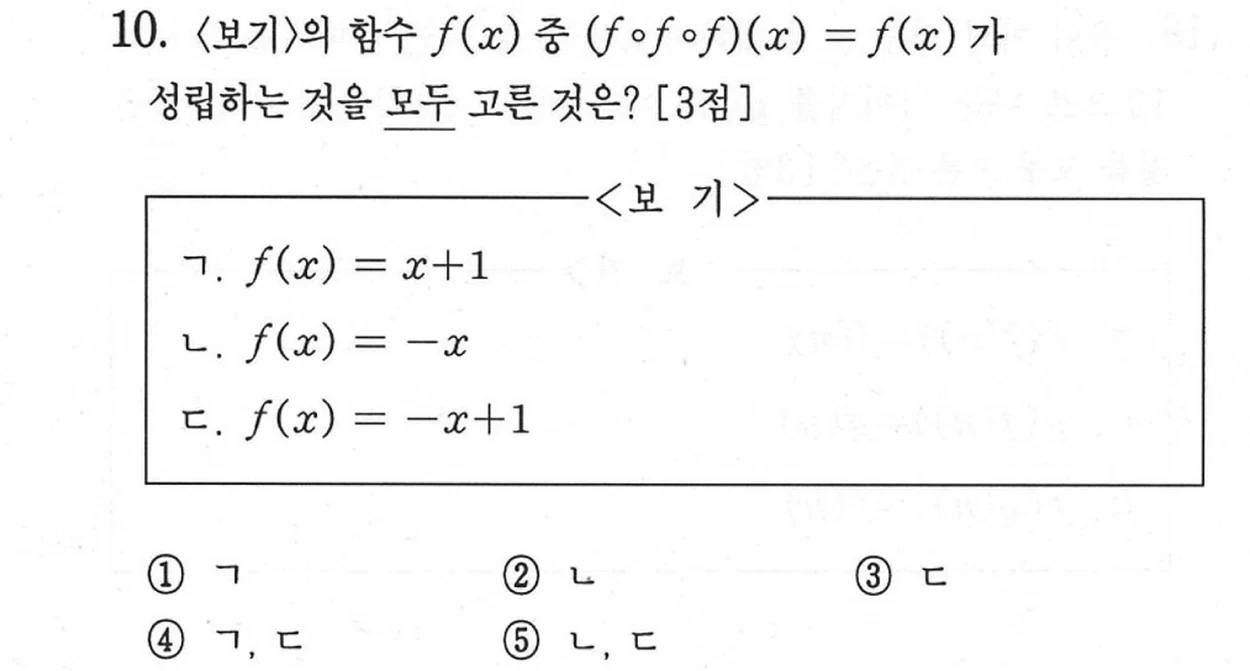 10. 〈보기〉의 함수 f(x) 중 (f∘f∘f)(x) = f(x) 가
성립하는 것을 모두 고른 것은? [3점]
<보 기>
ㄱ. f(x) = x+1
ㄴ. f(x) = −x
ㄷ. f(x) = −x+1
① ㄱ ② ㄴ ③ ㄷ
④ ㄱ, ㄷ ⑤ ㄴ, ㄷ